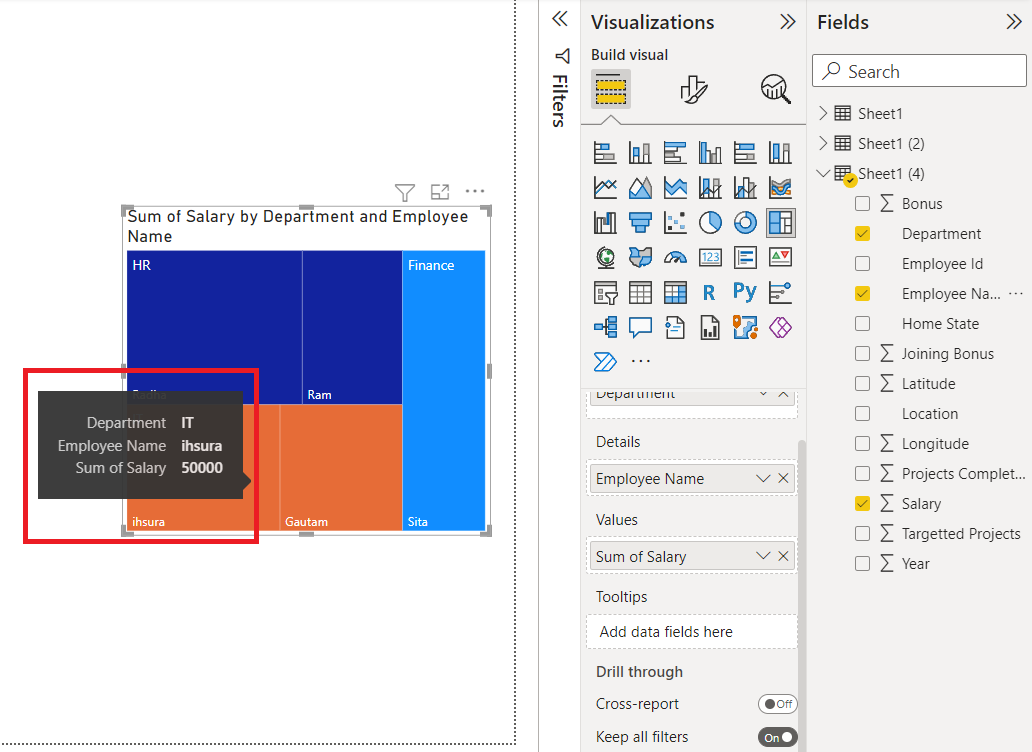 Sum of Salary by Department and Employee
Name
HR
Finance
Radha
Ram
Department IT
Employee Name ihsura
Sum of Salary 50000
ihsura
Gautam
Sita
Filters
Visualizations
Build visual
123
R
Py
Department
Details
Employee Name
Values
Sum of Salary
Tooltips
Add data fields here
Drill through
Cross-report
Off
Keep all filters
On
Fields
Search
Sheet1
Sheet1 (2)
Sheet1 (4)
Bonus
Department
Employee Id
Employee Na...
Home State
Joining Bonus
Latitude
Location
Longitude
Projects Complet...
Salary
Targetted Projects
Year